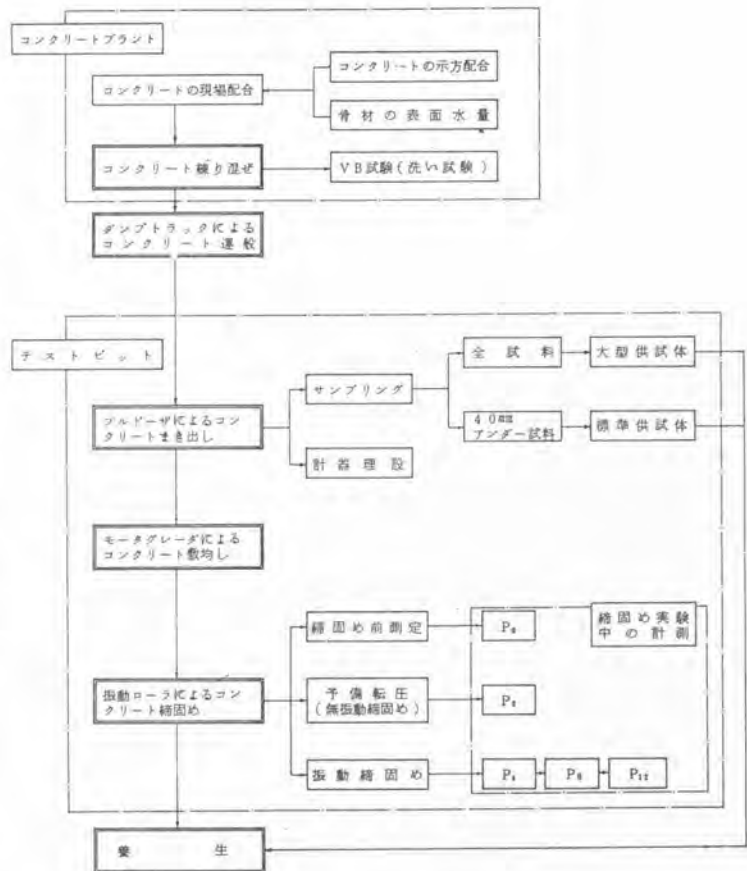 コンクリートプラント
コンクリートの示方配合
コンクリートの現場配合
骨材の表面水量
コンクリート練り混ぜ
VB試験(洗い試験)
ダンプトラックによる
コンクリート運般
テストピット
全試料
大型供試体
サンプリング
ブルドーザによるコン
クリートまき出し
40mm
アンダー試料
標準供試体
計器埋設
モータグレーダによる
コンクリート敷均し
締固め前測定
P₀
締固め実験
中の計測
振動ローラによるコン
クリート締固め
予備転圧
(無振動締固め)
P₂
振動締固め
P₄
P₈
P₁₂
養生